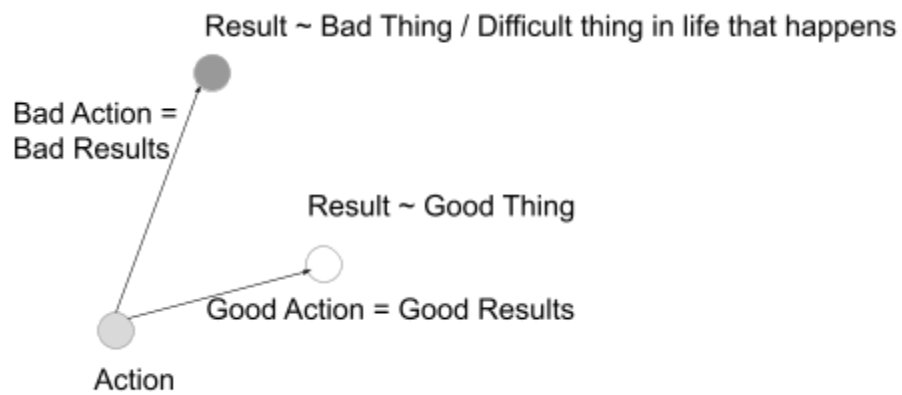 Result ~ Bad Thing / Difficult thing in life that happens
Bad Action =
Bad Results
Result ~ Good Thing
Good Action = Good Results
Action